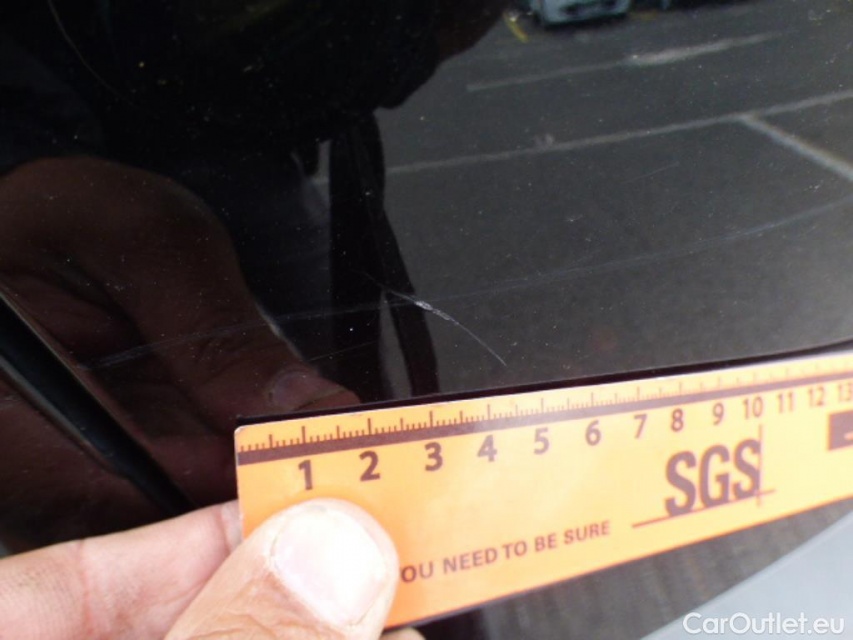 1 2 3 4 5 6 7 8 9 10 11 12 13
SGS
OU NEED TO BE SURE
CarOutlet.eu